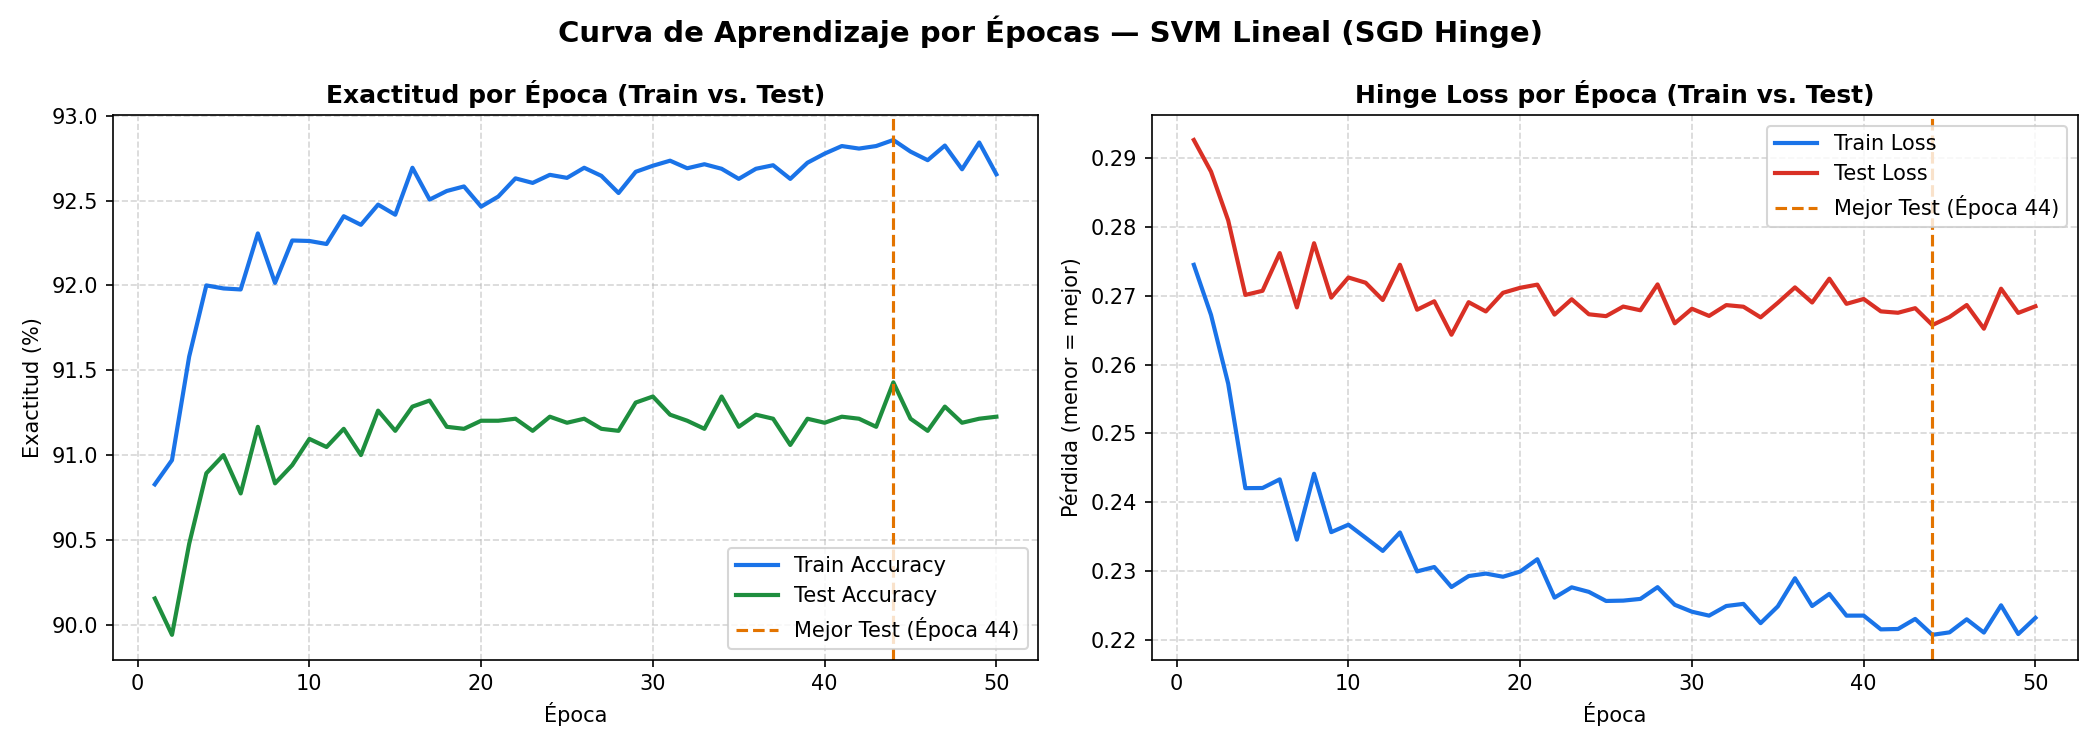 Curva de Aprendizaje por Épocas — SVM Lineal (SGD Hinge)
Exactitud por Época (Train vs. Test)
Exactitud (%)
93.0
92.5
92.0
91.5
91.0
90.5
90.0
Train Accuracy
Test Accuracy
Mejor Test (Época 44)
0 10 20 30 40 50
Época
Hinge Loss por Época (Train vs. Test)
Pérdida (menor = mejor)
0.29
0.28
0.27
0.26
0.25
0.24
0.23
0.22
Train Loss
Test Loss
Mejor Test (Época 44)
0 10 20 30 40 50
Época